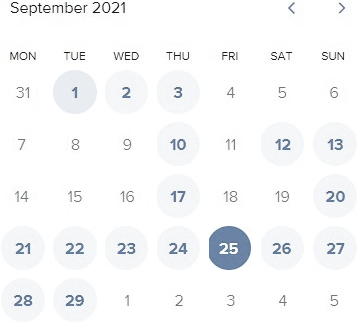 September 2021
MON TUE WED THU FRI SAT SUN
31 1 2 3 4 5 6
7 8 9 10 11 12 13
14 15 16 17 18 19 20
21 22 23 24 25 26 27
28 29 1 2 3 4 5